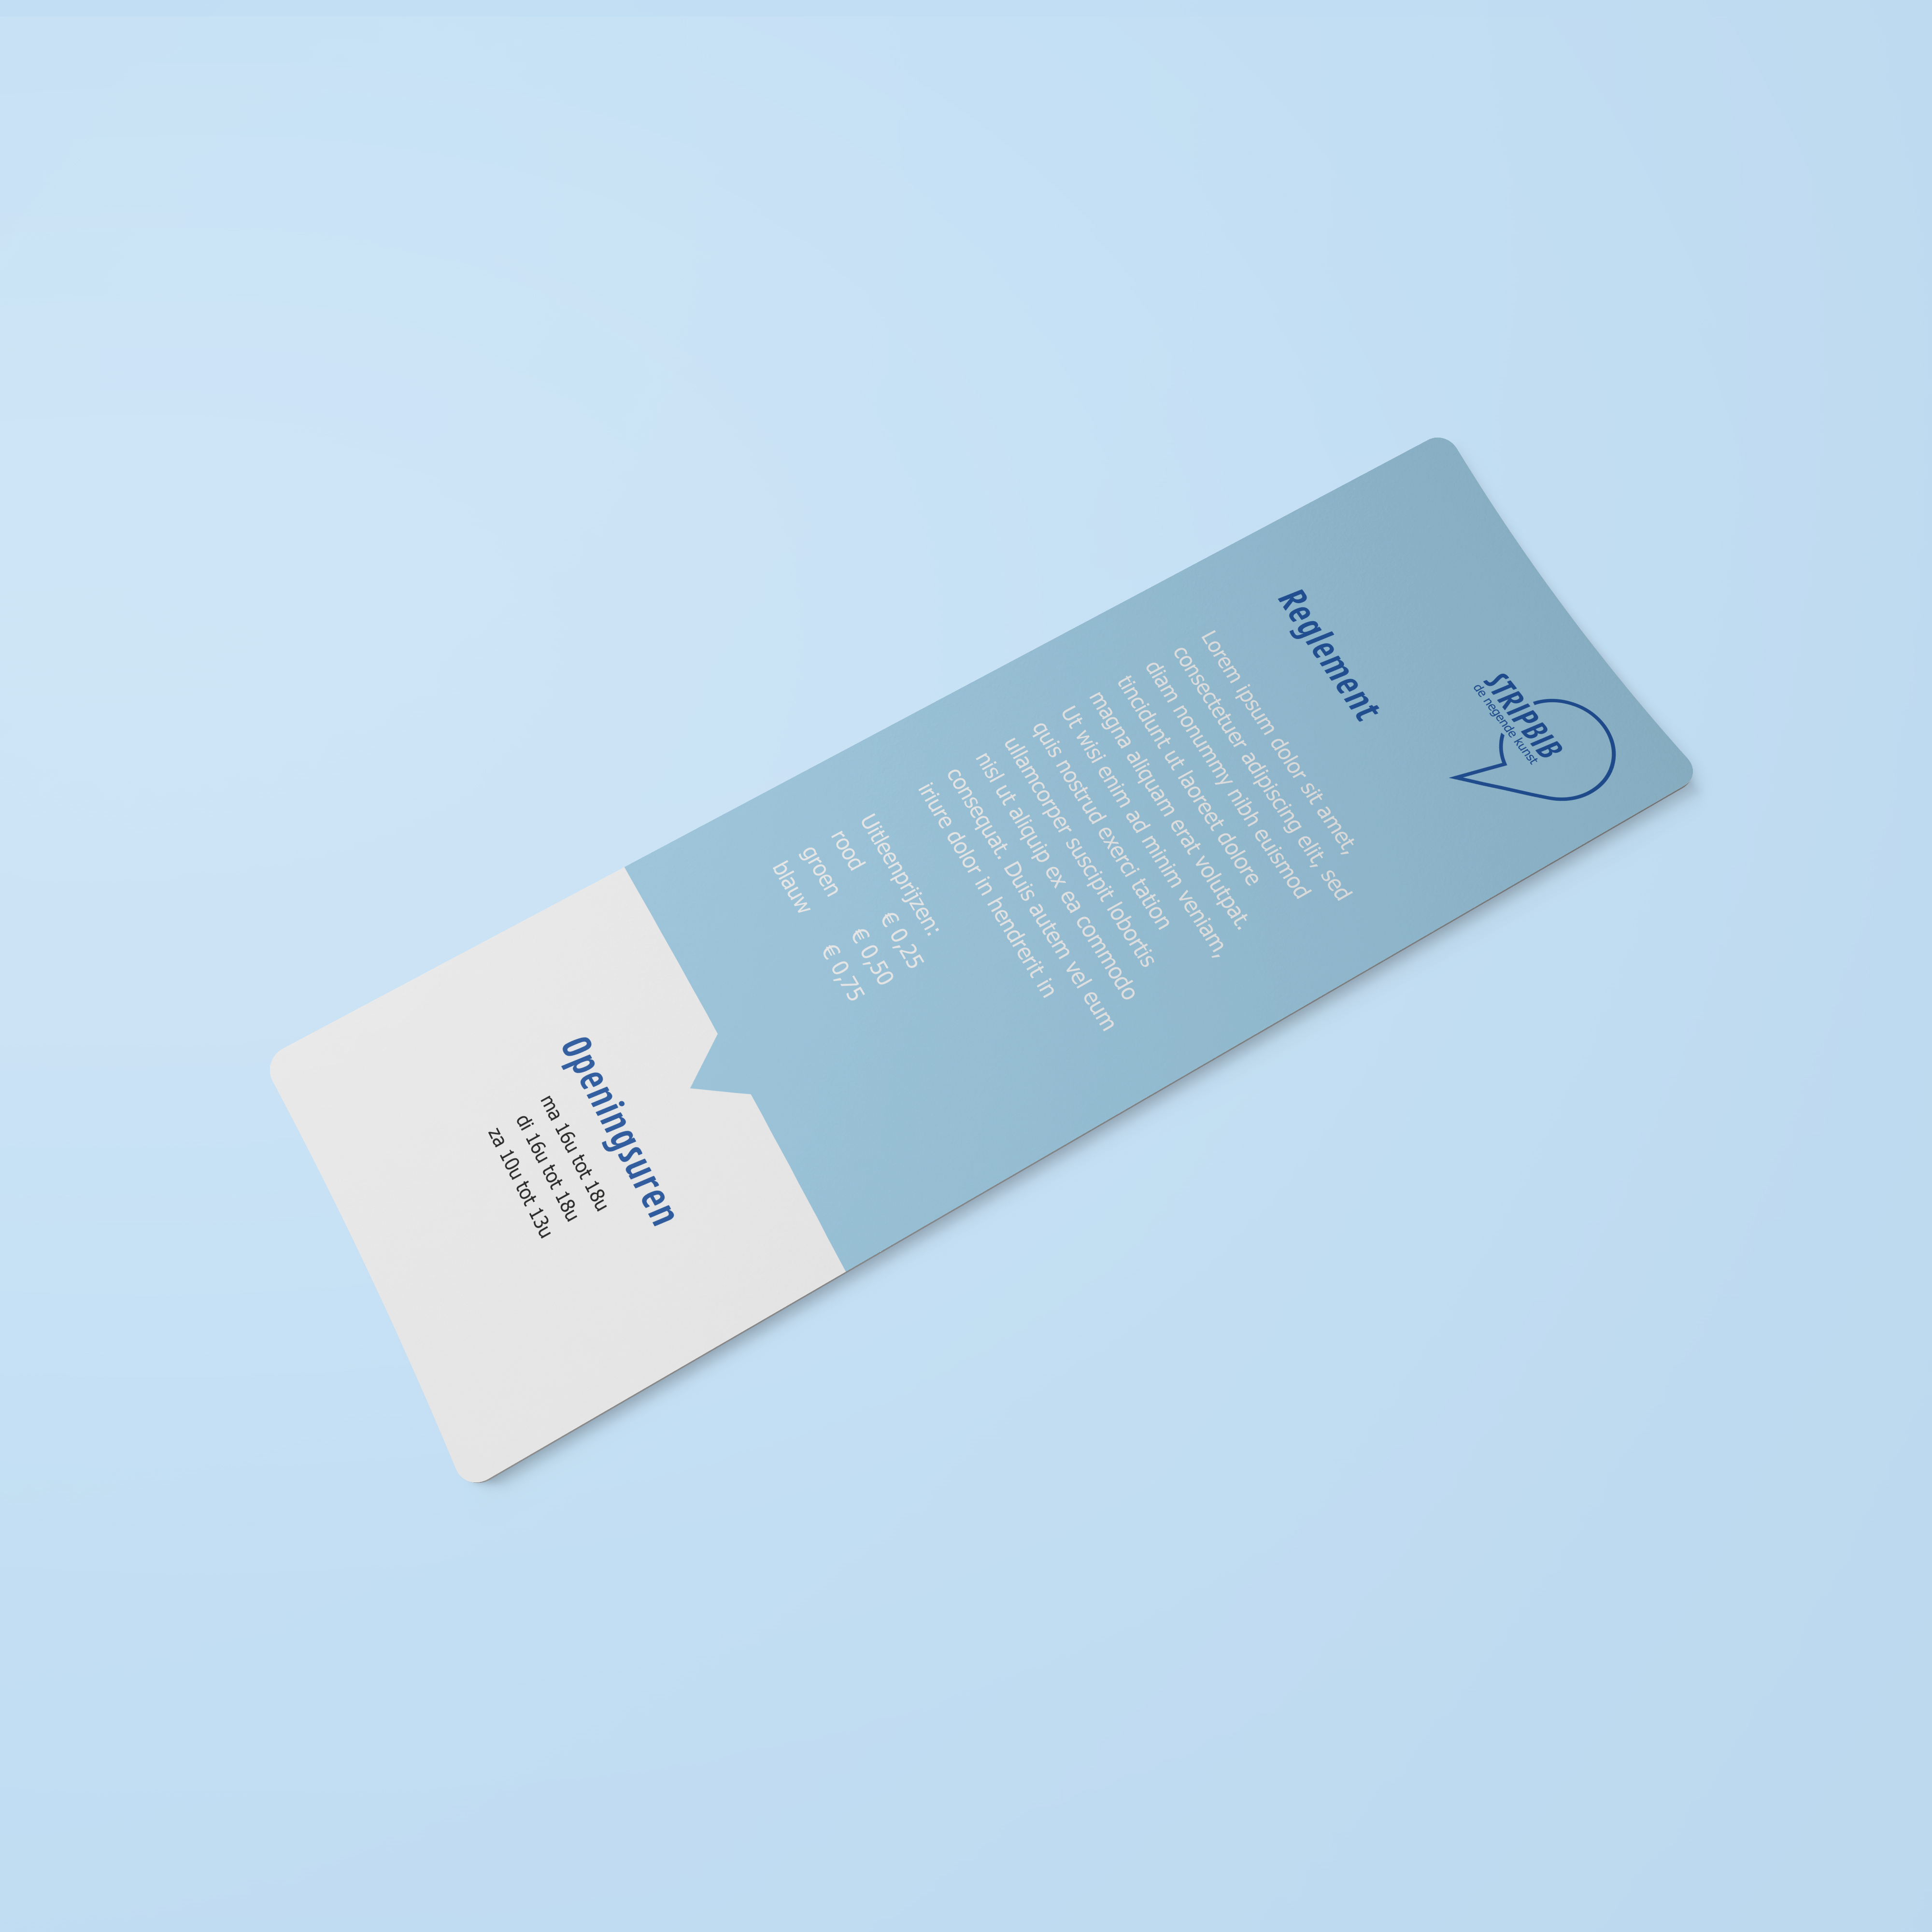 STRIPBIB
de negende kunst
Reglement
Lorem ipsum dolor sit amet,
consectetuer adipiscing elit, sed
diam nonummy nibh euismod
tincidunt ut laoreet dolore
magna aliquam erat volutpat.
Ut wisi enim ad minim veniam,
quis nostrud exerci tation
ullamcorper suscipit lobortis
nisl ut aliquip ex ea commodo
consequat. Duis autem vel eum
iriure dolor in hendrerit in
Uitleenprijzen:
rood € 0,25
groen € 0,50
blauw € 0,75
Openingsuren
ma 16u tot 18u
di 16u tot 18u
za 10u tot 13u